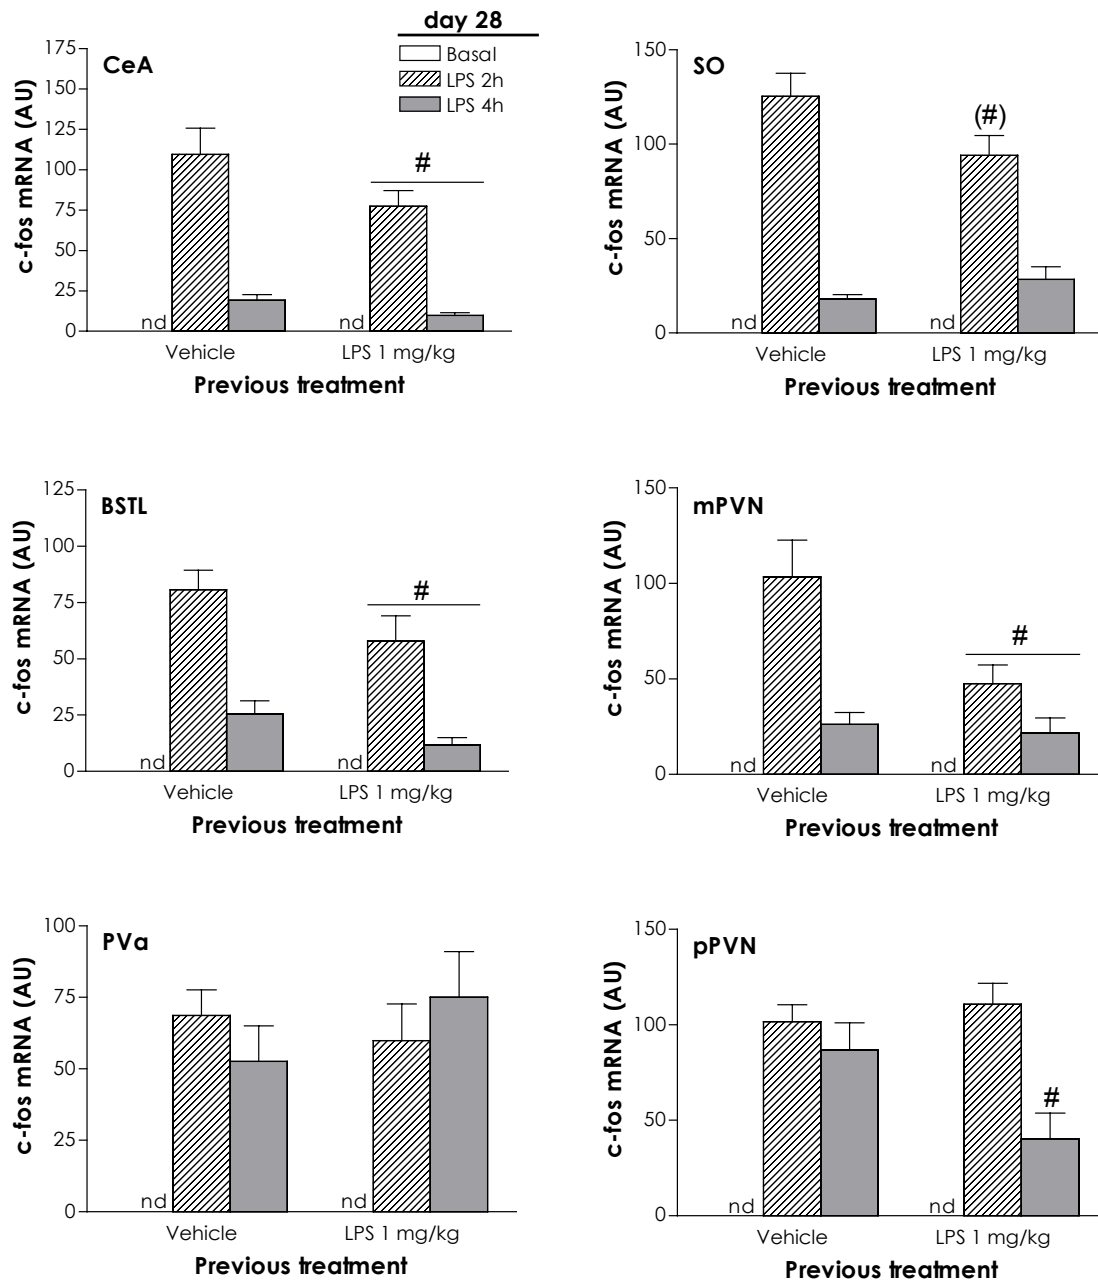 day 28
Basal
LPS 2h
LPS 4h
CeA
c-fos mRNA (AU)
175
150
125
100
75
50
25
0
nd
nd
#
Vehicle
LPS 1 mg/kg
Previous treatment
SO
c-fos mRNA (AU)
150
100
50
0
nd
nd
(#)
Vehicle
LPS 1 mg/kg
Previous treatment
BSTL
c-fos mRNA (AU)
125
100
75
50
25
0
nd
nd
#
Vehicle
LPS 1 mg/kg
Previous treatment
mPVN
c-fos mRNA (AU)
150
100
50
0
nd
nd
#
Vehicle
LPS 1 mg/kg
Previous treatment
PVa
c-fos mRNA (AU)
100
75
50
25
0
nd
nd
Vehicle
LPS 1 mg/kg
Previous treatment
pPVN
c-fos mRNA (AU)
150
100
50
0
nd
nd
#
Vehicle
LPS 1 mg/kg
Previous treatment